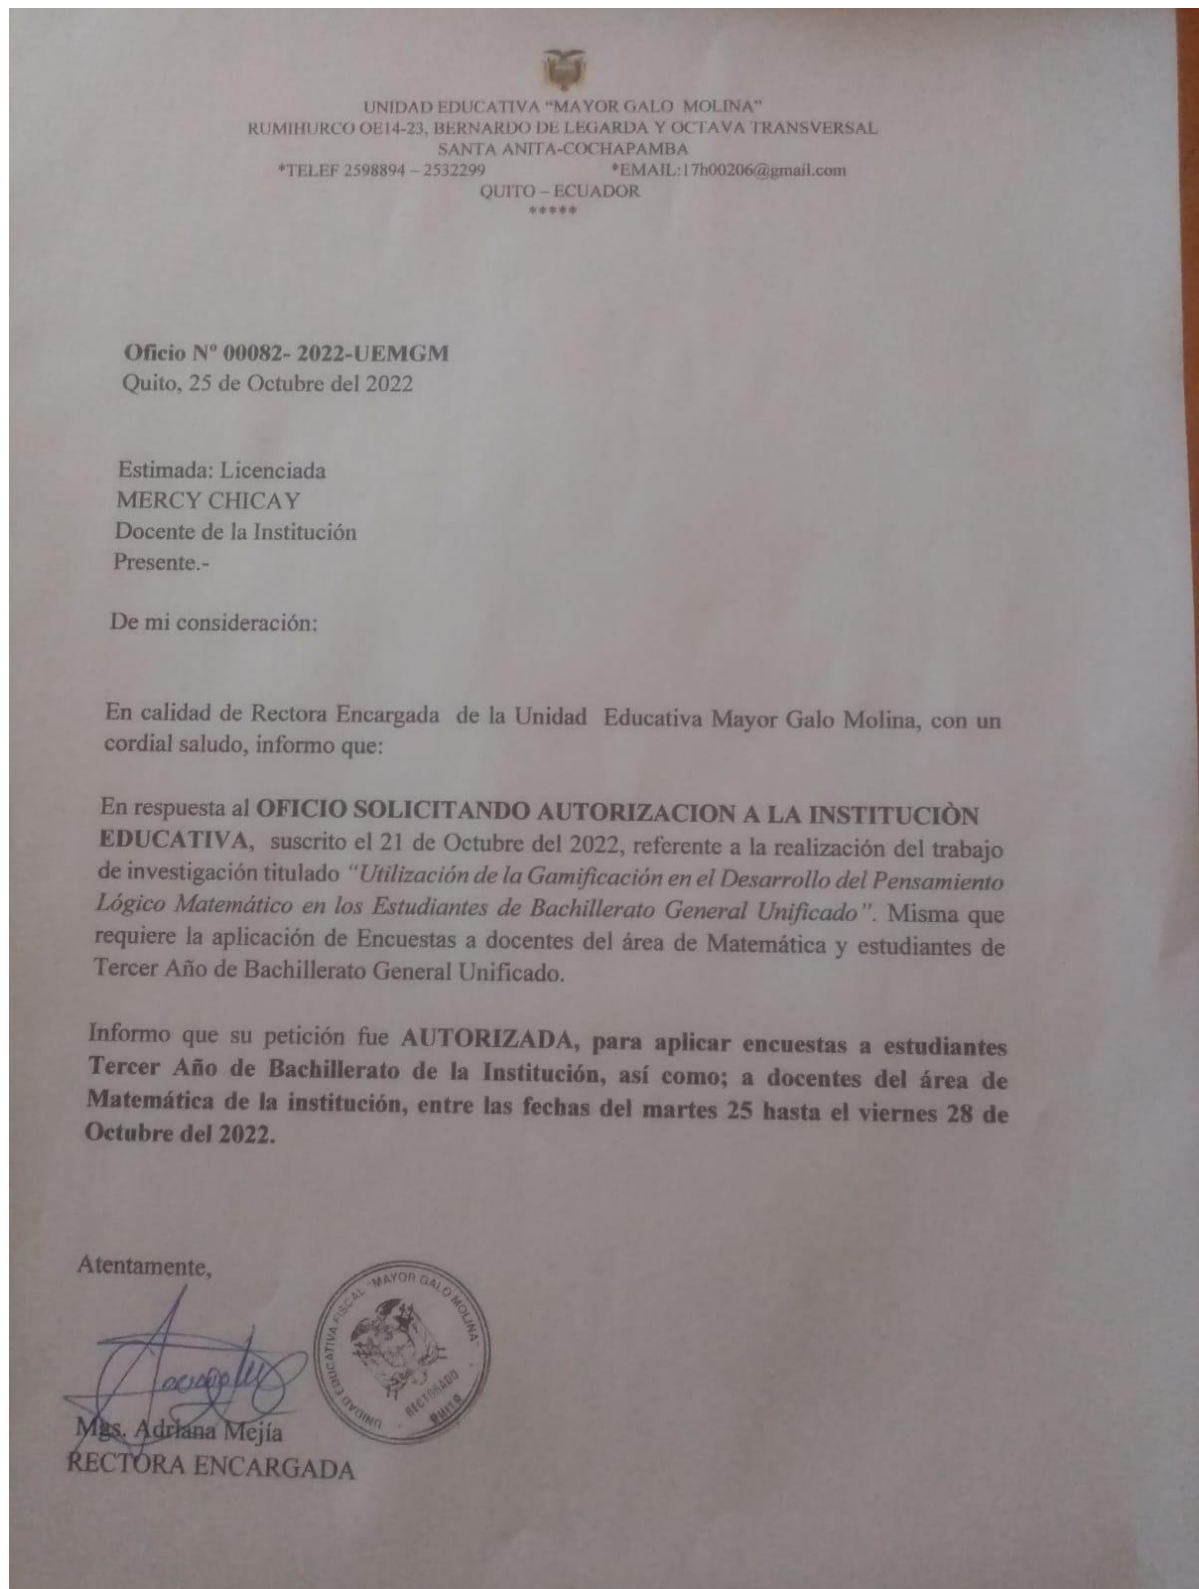 UNIDAD EDUCATIVA “MAYOR GALO MOLINA”
RUMIHURCO OE14-23, BERNARDO DE LEGARDA Y OCTAVA TRANSVERSAL
SANTA ANITA-COCHAPAMBA
*TELEF 2598894 – 2532299 *EMAIL:17h00206@gmail.com
QUITO – ECUADOR
*****
Oficio Nº 00082- 2022-UEMGM
Quito, 25 de Octubre del 2022
Estimada: Licenciada
MERCY CHICAY
Docente de la Institución
Presente.-
De mi consideración:
En calidad de Rectora Encargada de la Unidad Educativa Mayor Galo Molina, con un
cordial saludo, informo que:
En respuesta al OFICIO SOLICITANDO AUTORIZACION A LA INSTITUCIÒN
EDUCATIVA, suscrito el 21 de Octubre del 2022, referente a la realización del trabajo
de investigación titulado “Utilización de la Gamificación en el Desarrollo del Pensamiento
Lógico Matemático en los Estudiantes de Bachillerato General Unificado”. Misma que
requiere la aplicación de Encuestas a docentes del área de Matemática y estudiantes de
Tercer Año de Bachillerato General Unificado.
Informo que su petición fue AUTORIZADA, para aplicar encuestas a estudiantes
Tercer Año de Bachillerato de la Institución, así como; a docentes del área de
Matemática de la institución, entre las fechas del martes 25 hasta el viernes 28 de
Octubre del 2022.
Atentamente,
UNIDAD EDUCATIVA FISCAL "MAYOR GALO MOLINA"
RECTORADO
QUITO
Mgs. Adriana Mejía
RECTORA ENCARGADA